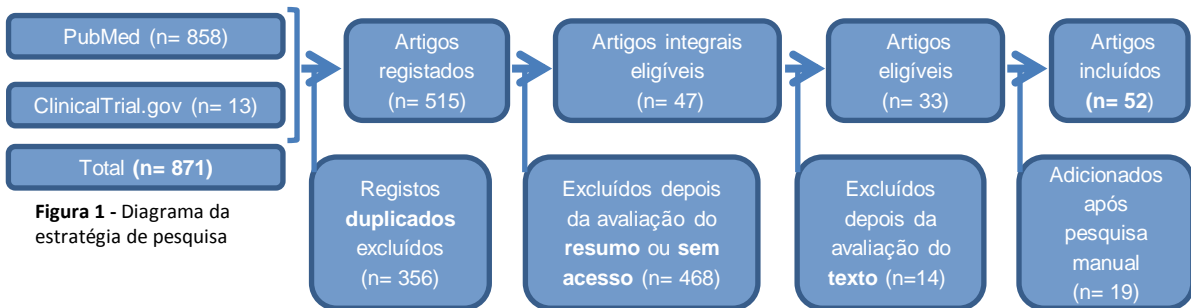 PubMed (n= 858)
ClinicalTrial.gov (n= 13)
Total (n= 871)
Figura 1 - Diagrama da
estratégia de pesquisa
Artigos
registados
(n= 515)
Registos
duplicados
excluídos
(n= 356)
Artigos integrais
eligíveis
(n= 47)
Excluídos depois
da avaliação do
resumo ou sem
acesso (n= 468)
Artigos
eligíveis
(n= 33)
Excluídos
depois da
avaliação do
texto (n=14)
Artigos
incluídos
(n= 52)
Adicionados
após
pesquisa
manual
(n= 19)